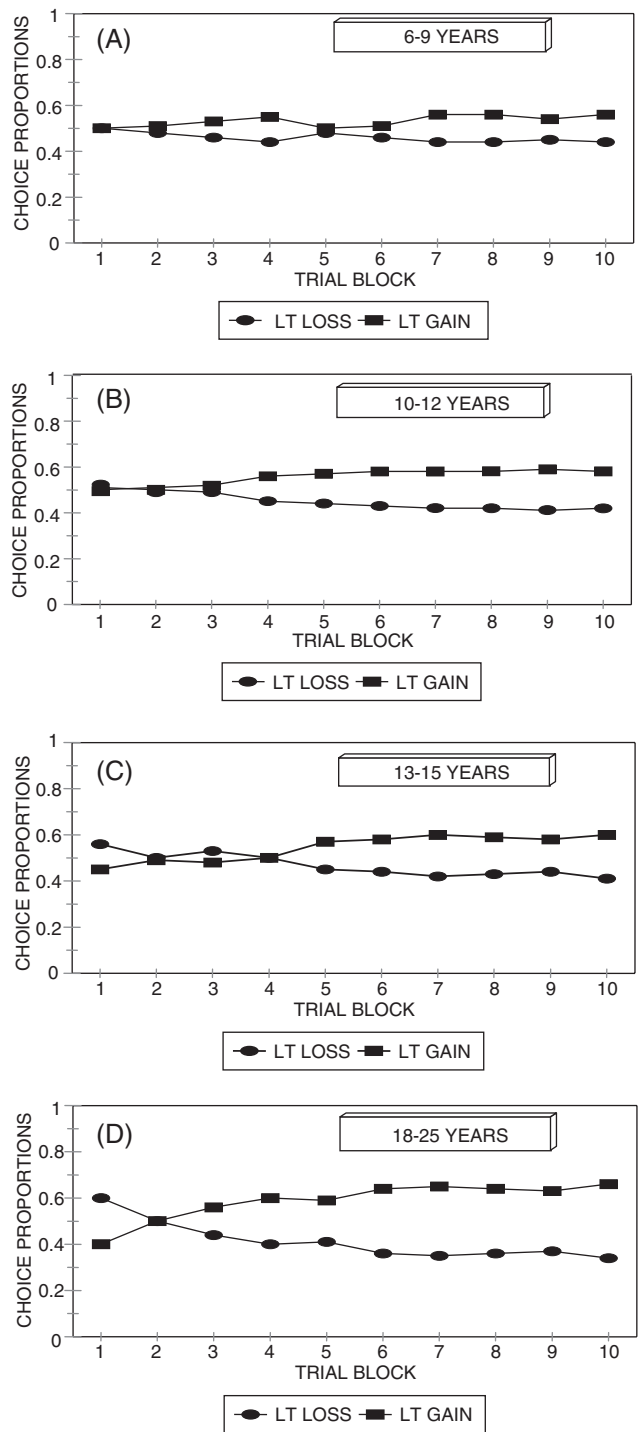 (A)
6-9 YEARS
CHOICE PROPORTIONS
1
0.8
0.6
0.4
0.2
0
1 2 3 4 5 6 7 8 9 10
TRIAL BLOCK
LT LOSS LT GAIN
(B)
10-12 YEARS
CHOICE PROPORTIONS
1
0.8
0.6
0.4
0.2
0
1 2 3 4 5 6 7 8 9 10
TRIAL BLOCK
LT LOSS LT GAIN
(C)
13-15 YEARS
CHOICE PROPORTIONS
1
0.8
0.6
0.4
0.2
0
1 2 3 4 5 6 7 8 9 10
TRIAL BLOCK
LT LOSS LT GAIN
(D)
18-25 YEARS
CHOICE PROPORTIONS
1
0.8
0.6
0.4
0.2
0
1 2 3 4 5 6 7 8 9 10
TRIAL BLOCK
LT LOSS LT GAIN